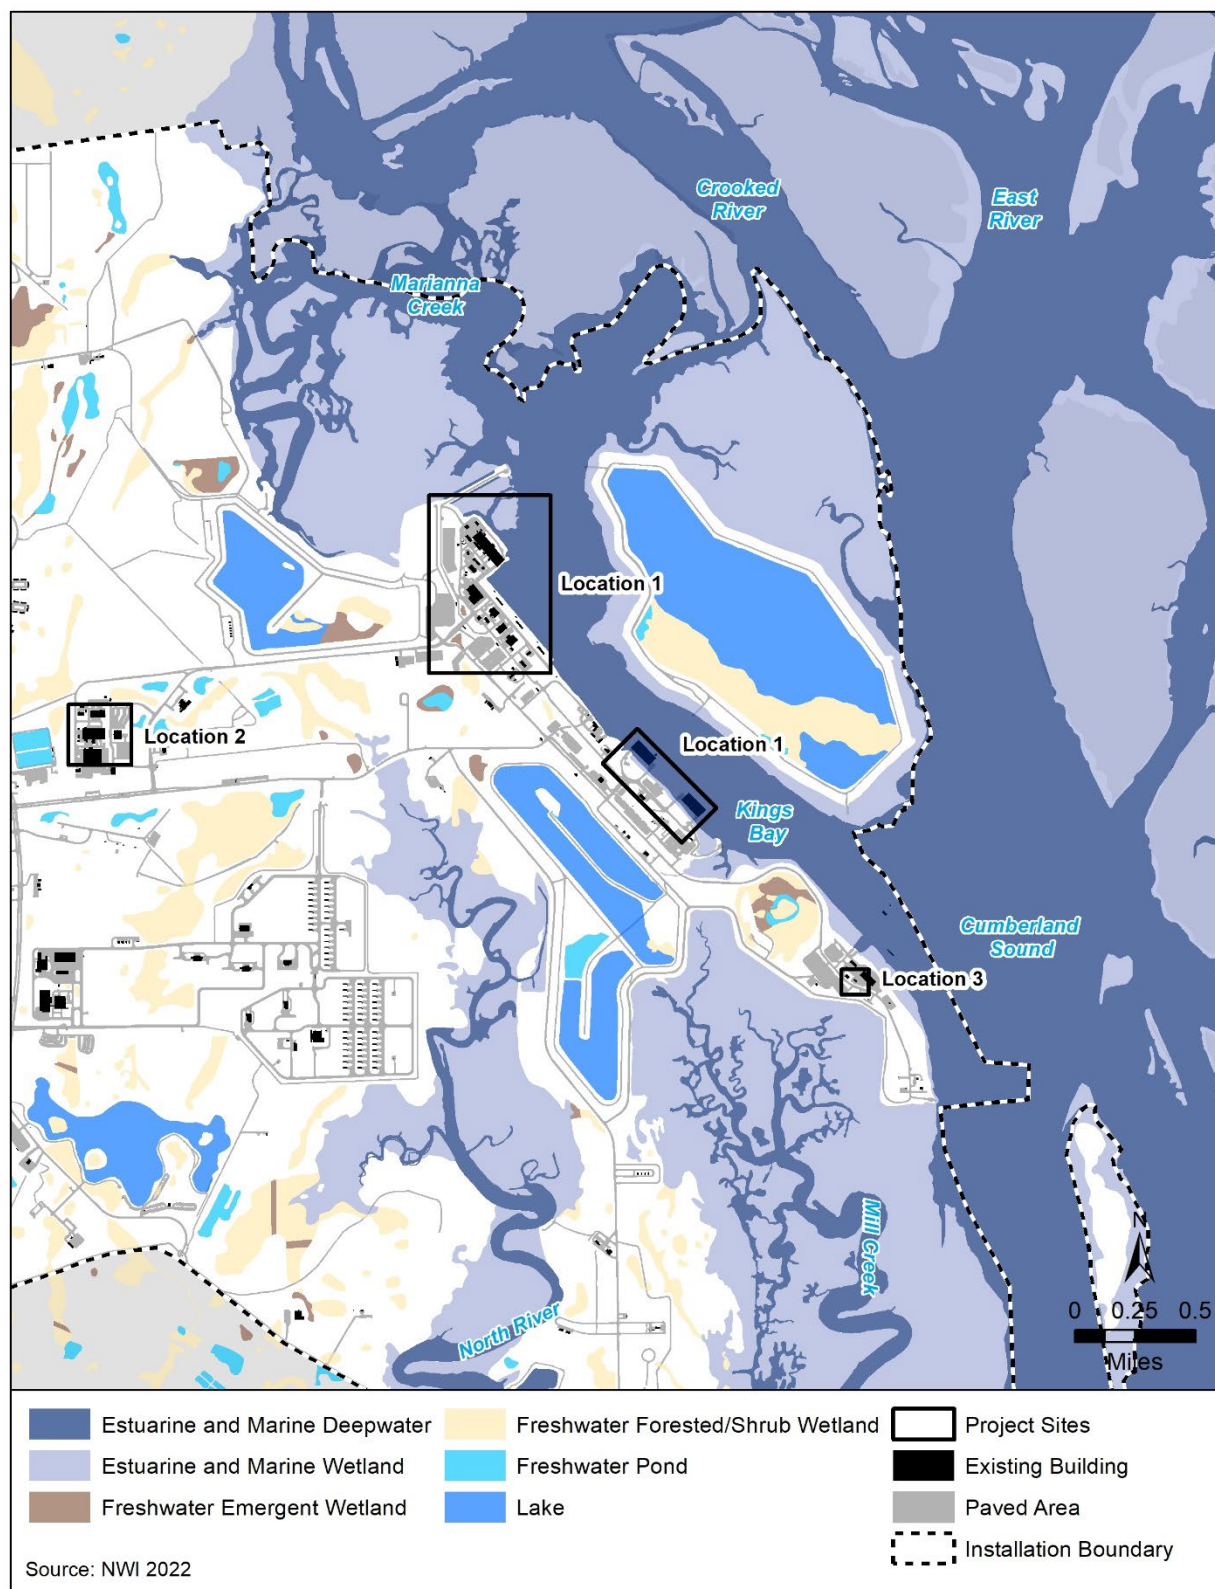 Crooked
River
East
River
Marianna
Creek
Location 1
Location 2
Location 1
Kings
Bay
Cumberland
Sound
Location 3
Mill Creek
North River
N
0 0.25 0.5
Miles
Estuarine and Marine Deepwater
Estuarine and Marine Wetland
Freshwater Emergent Wetland
Freshwater Forested/Shrub Wetland
Freshwater Pond
Lake
Project Sites
Existing Building
Paved Area
Installation Boundary
Source: NWI 2022